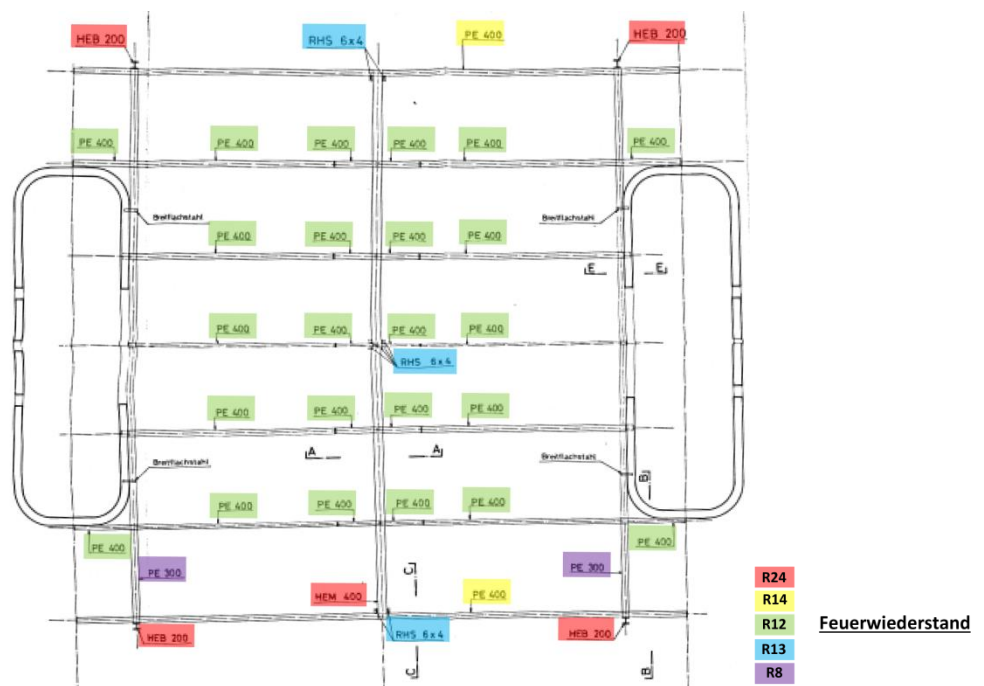 HEB 200
RHS 6x4
PE 400
HEB 200
PE 400
PE 400
PE 400
PE 400
PE 400
PE 400
Breitflachstahl
Breitflachstahl
PE 400
PE 400
PE 400
PE 400
E
E
PE 400
PE 400
PE 400
PE 400
RHS 6x4
PE 400
PE 400
PE 400
PE 400
A
A
Breitflachstahl
Breitflachstahl
B
PE 400
PE 400
PE 400
PE 400
PE 400
PE 400
PE 300
C
PE 300
HEM 400
PE 400
HEB 200
RHS 6x4
HEB 200
C
B
R24
R14
R12
R13
R8
Feuerwiederstand